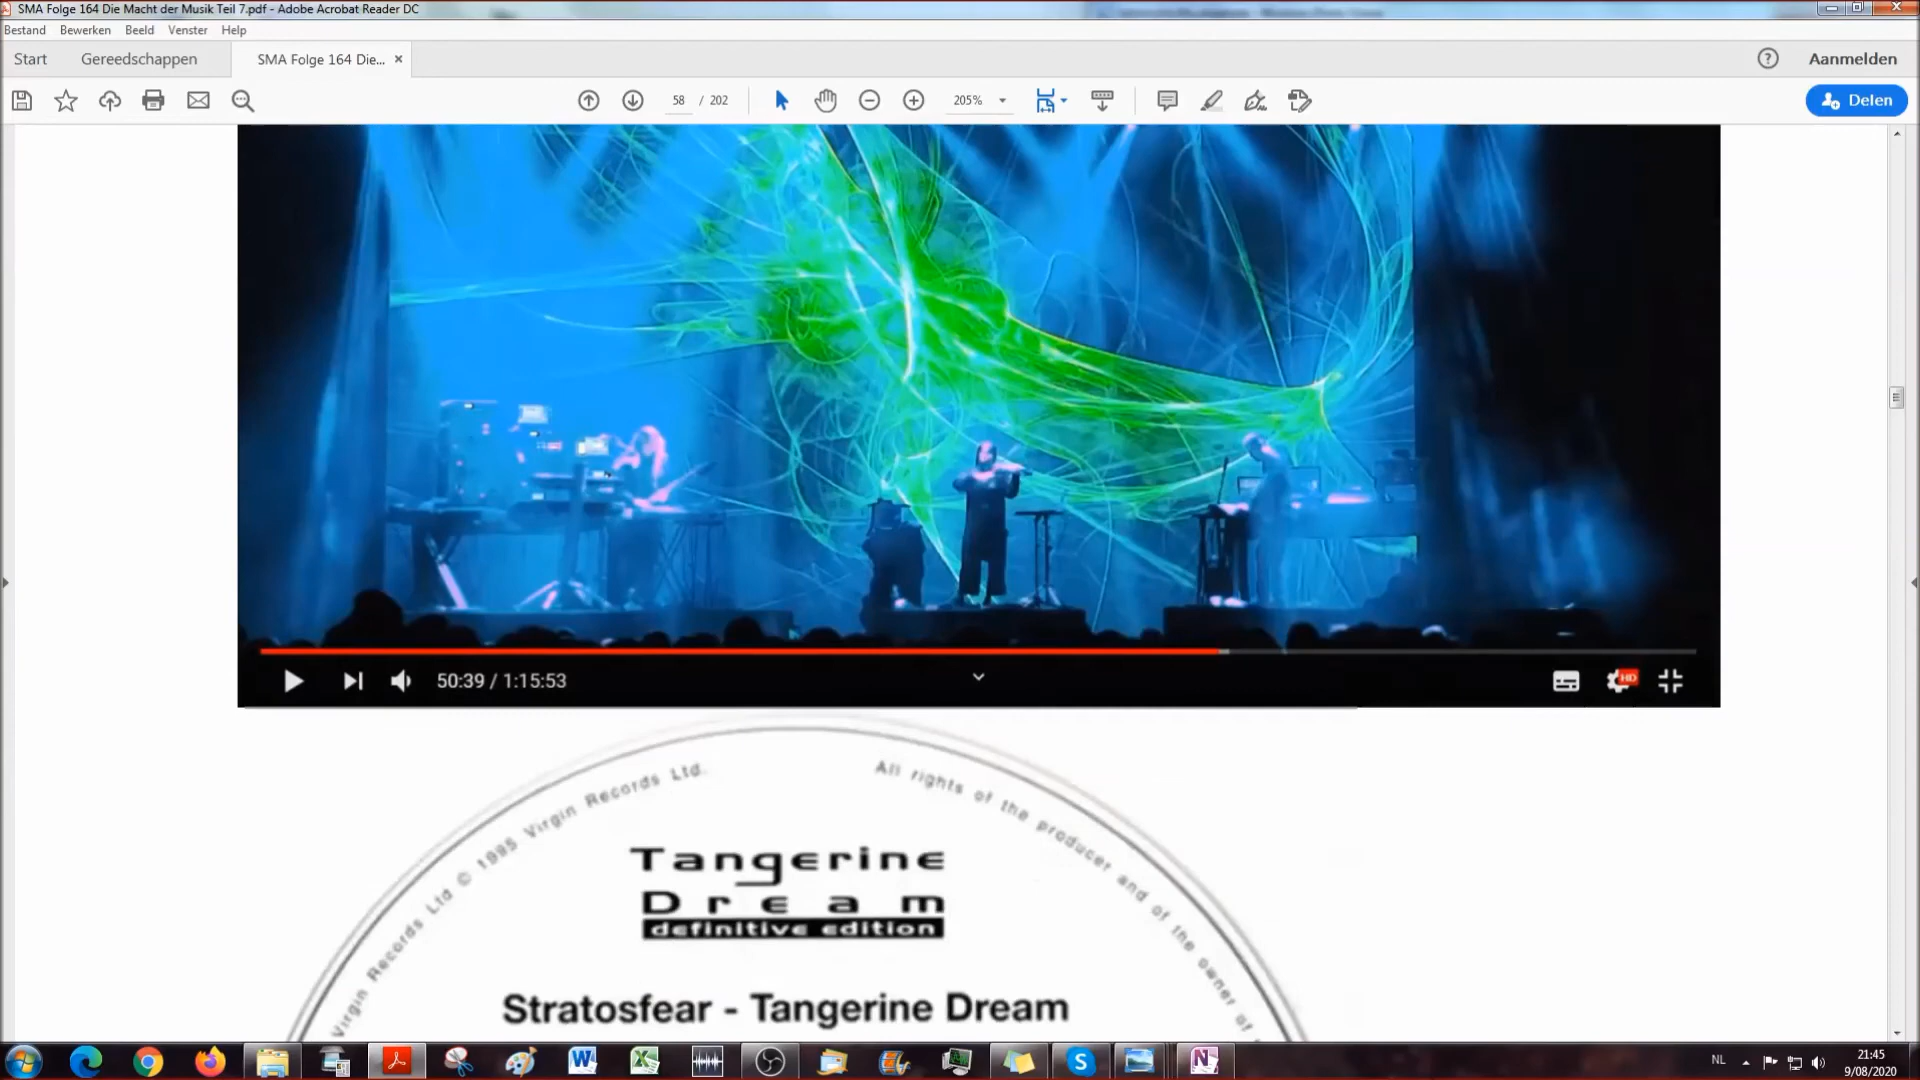 SMA Folge 164 Die Macht der Musik Teil 7.pdf - Adobe Acrobat Reader DC
Bestand Bewerken Beeld Venster Help
Start Gereedschappen SMA Folge 164 Die... × ? Aanmelden
58 / 202 205% Delen
50:39 / 1:15:53 HD
Virgin Records Ltd © 1995 Virgin Records Ltd.
All rights of the producer and of the owner of
Tangerine
Dream
definitive edition
Stratosfear - Tangerine Dream
NL 21:45
9/08/2020